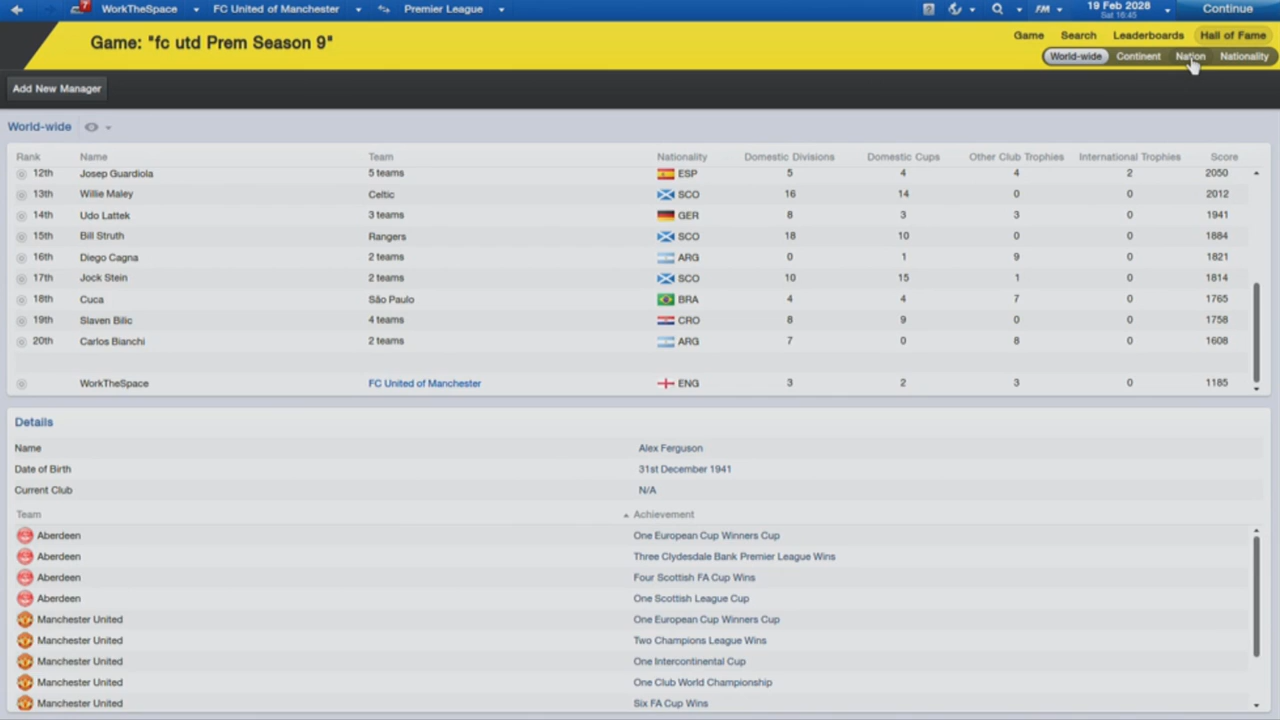 7 WorkTheSpace FC United of Manchester Premier League FM 19 Feb 2028 Continue
Sat 16:45
Game: "fc utd Prem Season 9"
Game Search Leaderboards Hall of Fame
World-wide Continent Nation Nationality
Add New Manager
World-wide
Rank Name Team Nationality Domestic Divisions Domestic Cups Other Club Trophies International Trophies Score
12th Josep Guardiola 5 teams ESP 5 4 4 2 2050
13th Willie Maley Celtic SCO 16 14 0 0 2012
14th Udo Lattek 3 teams GER 8 3 3 0 1941
15th Bill Struth Rangers SCO 18 10 0 0 1884
16th Diego Cagna 2 teams ARG 0 1 9 0 1821
17th Jock Stein 2 teams SCO 10 15 1 0 1814
18th Cuca São Paulo BRA 4 4 7 0 1765
19th Slaven Bilic 4 teams CRO 8 9 0 0 1758
20th Carlos Bianchi 2 teams ARG 7 0 8 0 1608
WorkTheSpace FC United of Manchester ENG 3 2 3 0 1185
Details
Name Alex Ferguson
Date of Birth 31st December 1941
Current Club N/A
Team Achievement
Aberdeen One European Cup Winners Cup
Aberdeen Three Clydesdale Bank Premier League Wins
Aberdeen Four Scottish FA Cup Wins
Aberdeen One Scottish League Cup
Manchester United One European Cup Winners Cup
Manchester United Two Champions League Wins
Manchester United One Intercontinental Cup
Manchester United One Club World Championship
Manchester United Six FA Cup Wins